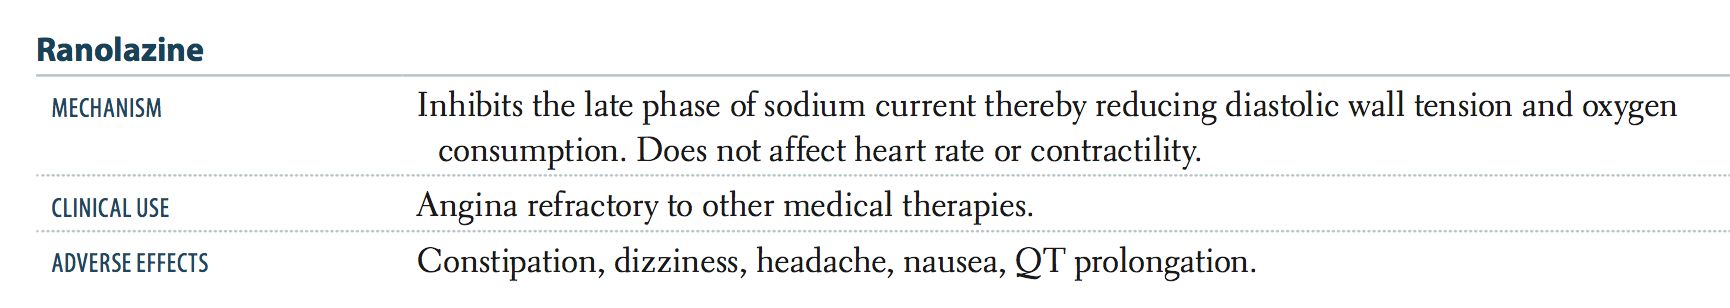 Ranolazine
MECHANISM Inhibits the late phase of sodium current thereby reducing diastolic wall tension and oxygen
consumption. Does not affect heart rate or contractility.
CLINICAL USE Angina refractory to other medical therapies.
ADVERSE EFFECTS Constipation, dizziness, headache, nausea, QT prolongation.